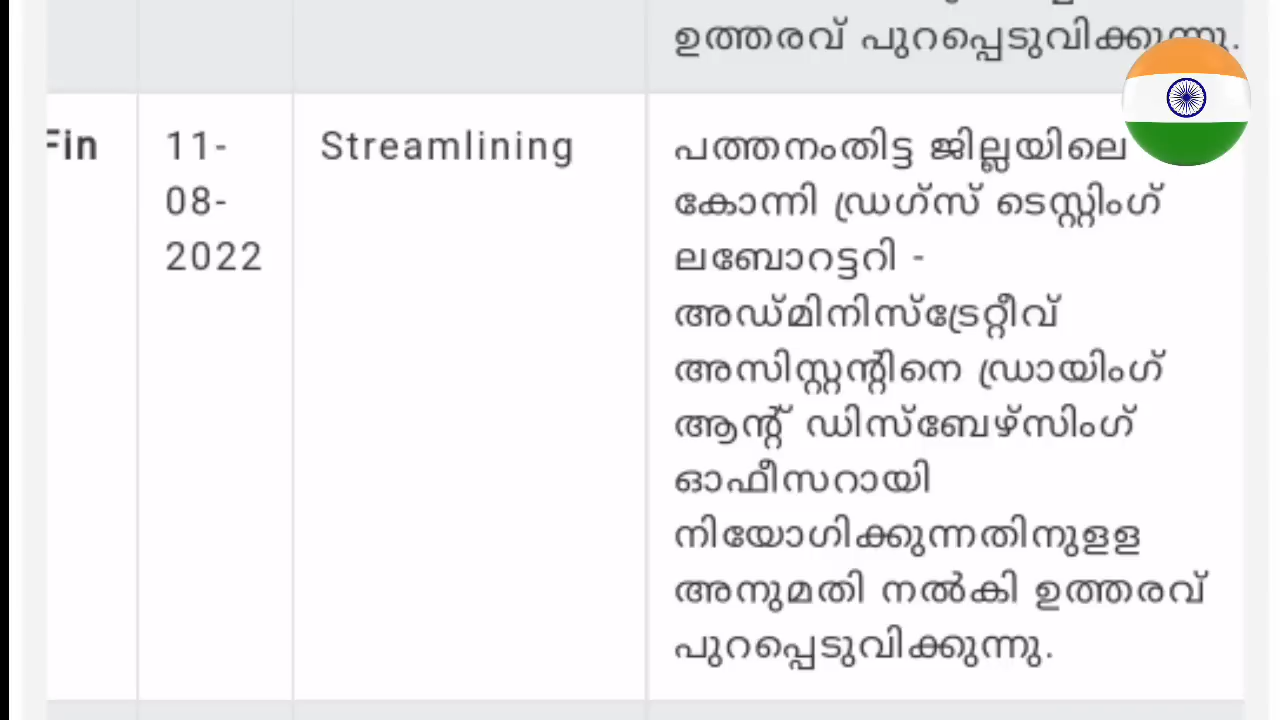 ഉത്തരവ് പുറപ്പെടുവിക്കുന്നു.
Fin
11-
08-
2022
Streamlining
പത്തനംതിട്ട ജില്ലയിലെ
കോന്നി ഡ്രഗ്സ് ടെസ്റ്റിംഗ്
ലബോറട്ടറി -
അഡ്മിനിസ്ട്രേറ്റീവ്
അസിസ്റ്റന്റിനെ ഡ്രായിംഗ്
ആന്റ് ഡിസ്ബേഴ്സിംഗ്
ഓഫീസറായി
നിയോഗിക്കുന്നതിനുളള
അനുമതി നൽകി ഉത്തരവ്
പുറപ്പെടുവിക്കുന്നു.